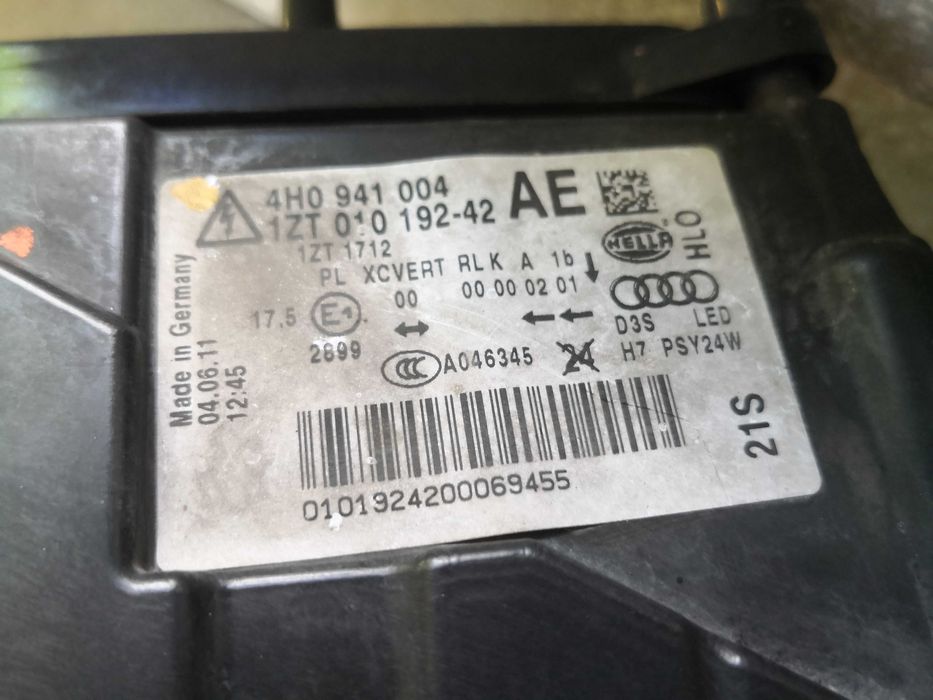 4H0 941 004
AE
1ZT 010 192-42
1ZT 1712
HELLA
HLO
PL XCVERT RLK A 1b
00 00 00 02 01
17,5 E1
2899
CCC A046345
24
D3S LED
H7 PSY24W
Made in Germany
04.06.11
12:45
21S
0101924200069455